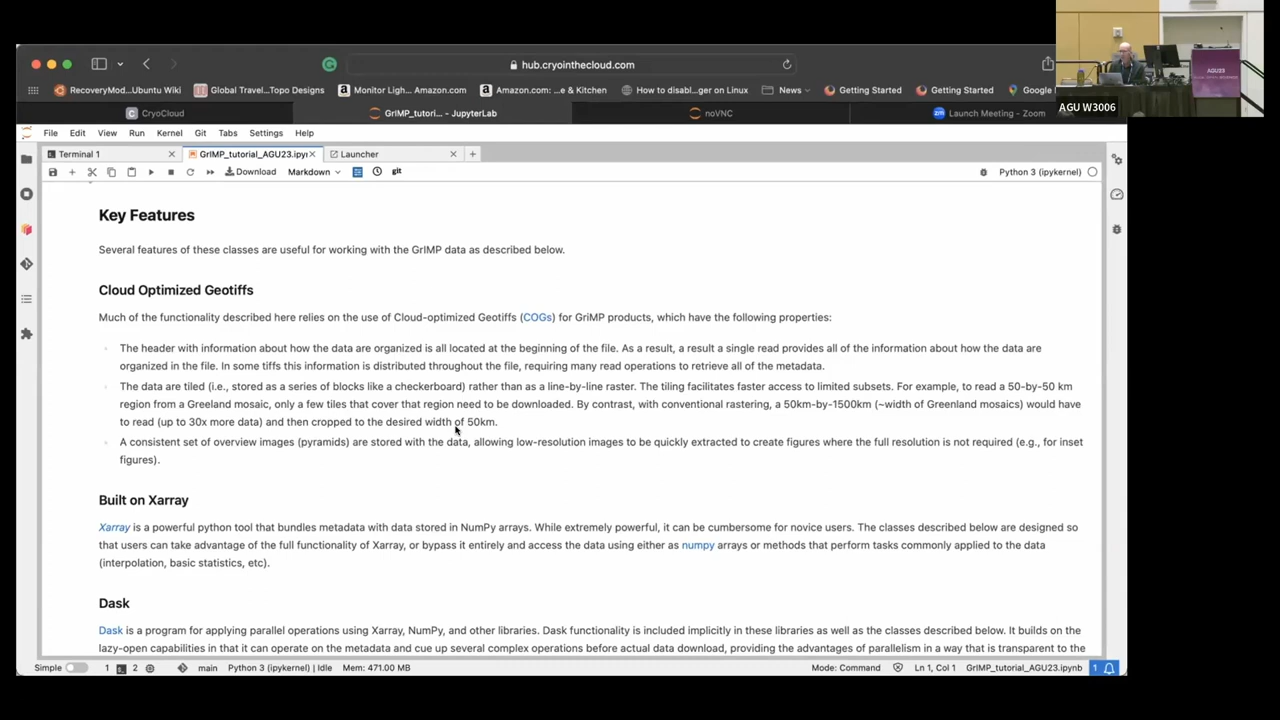 hub.cryointhecloud.com
RecoveryMod...Ubuntu Wiki
Global Travel...Topo Designs
Monitor Ligh... Amazon.com
Amazon.com: ...e & Kitchen
How to disabl...er on Linux
News
Getting Started
Getting Started
Google
AGU23
AGU W3006
CryoCloud
GrIMP_tutori... - JupyterLab
noVNC
Launch Meeting - Zoom
File Edit View Run Kernel Git Tabs Settings Help
Terminal 1
GrIMP_tutorial_AGU23.ipyı
Launcher
Download
Markdown
git
Python 3 (ipykernel)
Key Features
Several features of these classes are useful for working with the GrIMP data as described below.
Cloud Optimized Geotiffs
Much of the functionality described here relies on the use of Cloud-optimized Geotiffs (COGs) for GrIMP products, which have the following properties:
The header with information about how the data are organized is all located at the beginning of the file. As a result, a result a single read provides all of the information about how the data are
organized in the file. In some tiffs this information is distributed throughout the file, requiring many read operations to retrieve all of the metadata.
The data are tiled (i.e., stored as a series of blocks like a checkerboard) rather than as a line-by-line raster. The tiling facilitates faster access to limited subsets. For example, to read a 50-by-50 km
region from a Greeland mosaic, only a few tiles that cover that region need to be downloaded. By contrast, with conventional rastering, a 50km-by-1500km (~width of Greenland mosaics) would have
to read (up to 30x more data) and then cropped to the desired width of 50km.
A consistent set of overview images (pyramids) are stored with the data, allowing low-resolution images to be quickly extracted to create figures where the full resolution is not required (e.g., for inset
figures).
Built on Xarray
Xarray is a powerful python tool that bundles metadata with data stored in NumPy arrays. While extremely powerful, it can be cumbersome for novice users. The classes described below are designed so
that users can take advantage of the full functionality of Xarray, or bypass it entirely and access the data using either as numpy arrays or methods that perform tasks commonly applied to the data
(interpolation, basic statistics, etc).
Dask
Dask is a program for applying parallel operations using Xarray, NumPy, and other libraries. Dask functionality is included implicitly in these libraries as well as the classes described below. It builds on the
lazy-open capabilities in that it can operate on the metadata and cue up several complex operations before actual data download, providing the advantages of parallelism in a way that is transparent to the
Simple 1 2 main Python 3 (ipykernel) | Idle Mem: 471.00 MB Mode: Command Ln 1, Col 1 GrIMP_tutorial_AGU23.ipynb 1